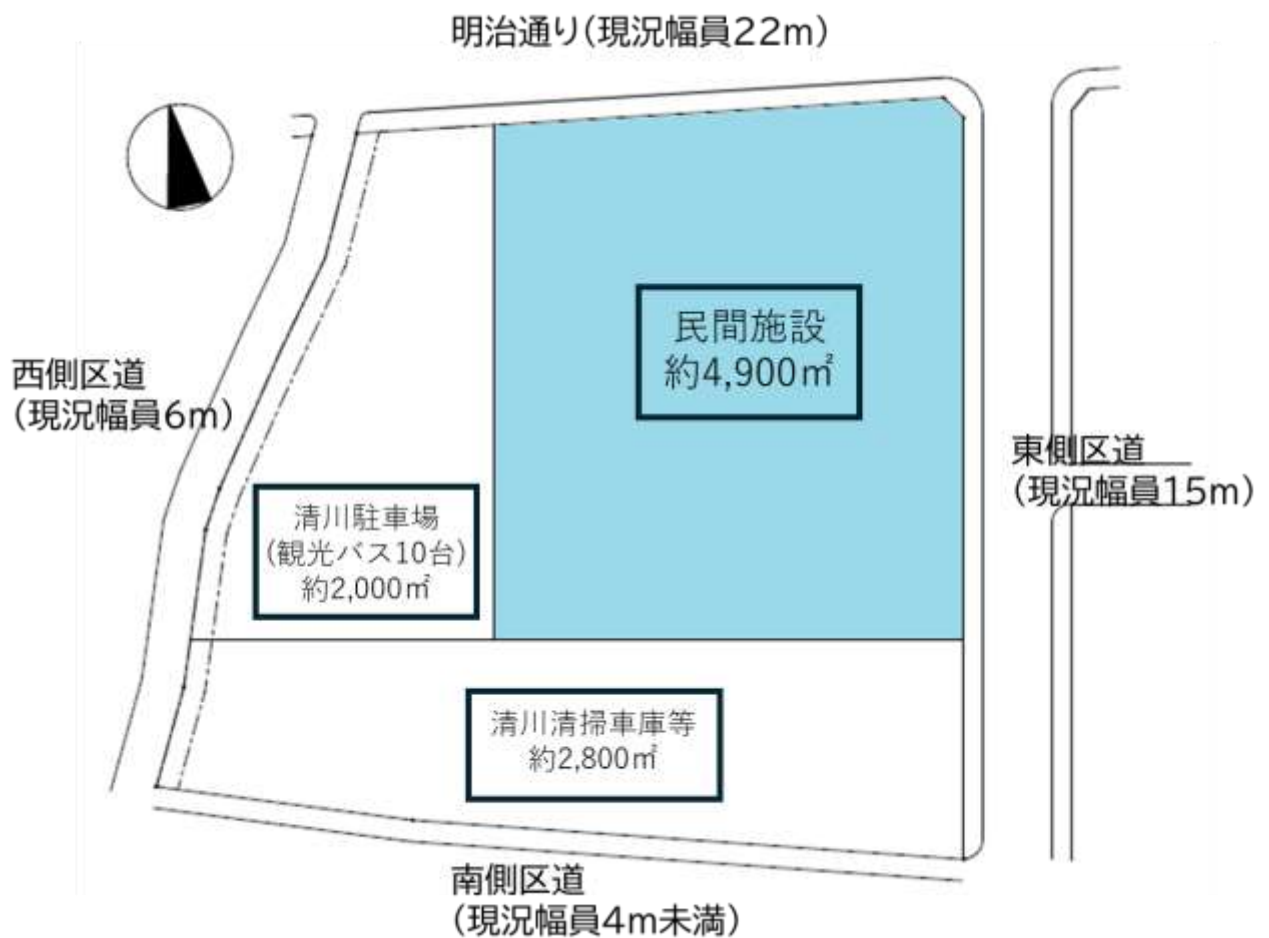 明治通り(現況幅員22m)
民間施設
約4,900㎡
西側区道
(現況幅員6m)
東側区道
(現況幅員15m)
清川駐車場
(観光バス10台)
約2,000㎡
清川清掃車庫等
約2,800㎡
南側区道
(現況幅員4m未満)